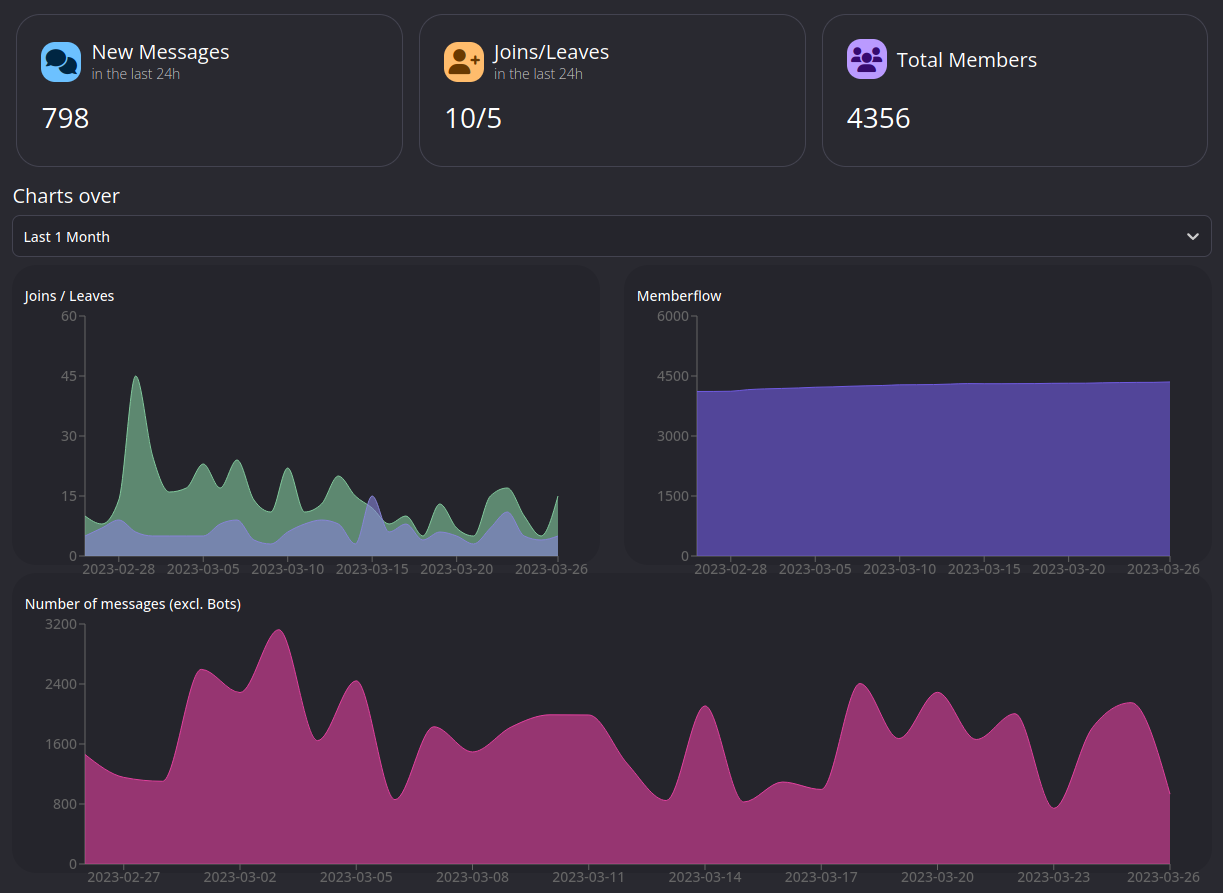 New Messages
in the last 24h
798
Joins/Leaves
in the last 24h
10/5
Total Members
4356
Charts over
Last 1 Month
Joins / Leaves
60
45
30
15
0
2023-02-28 2023-03-05 2023-03-10 2023-03-15 2023-03-20 2023-03-26
Memberflow
6000
4500
3000
1500
0
2023-02-28 2023-03-05 2023-03-10 2023-03-15 2023-03-20 2023-03-26
Number of messages (excl. Bots)
3200
2400
1600
800
0
2023-02-27 2023-03-02 2023-03-05 2023-03-08 2023-03-11 2023-03-14 2023-03-17 2023-03-20 2023-03-23 2023-03-26